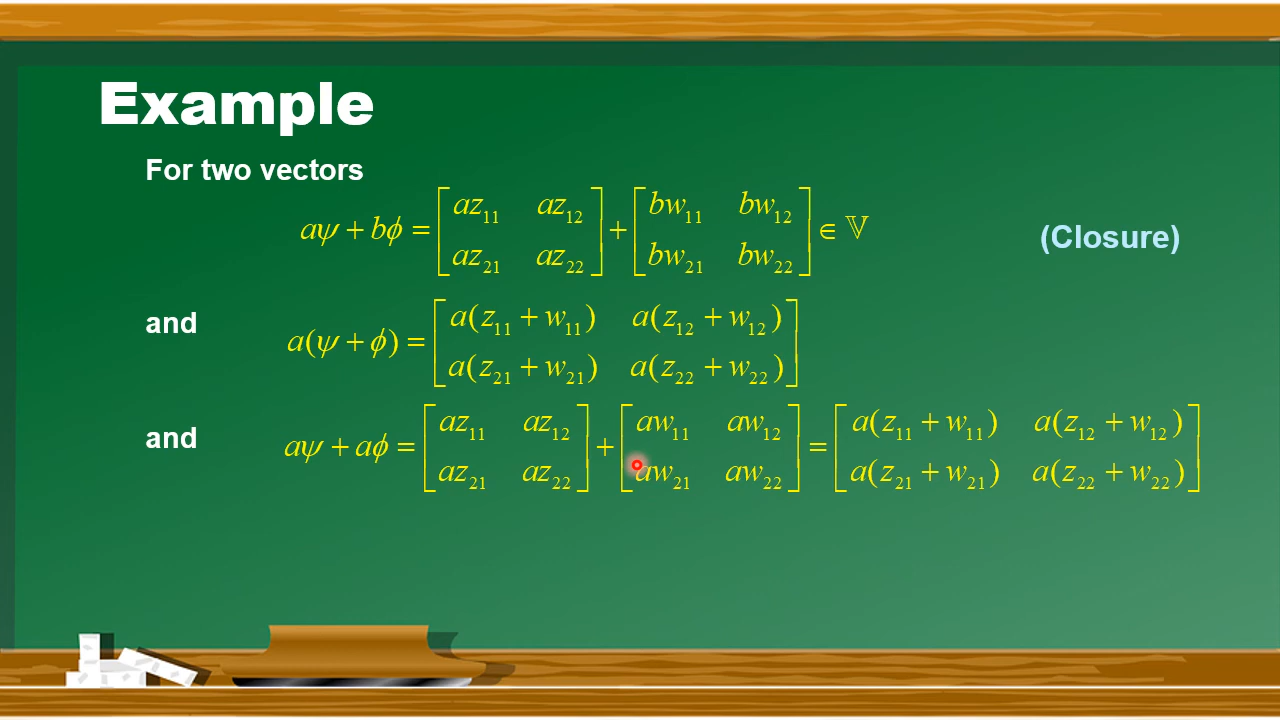 Example
For two vectors
aψ + bϕ = [az₁₁ az₁₂ + [bw₁₁ bw₁₂ ∈ 𝕍
az₂₁ az₂₂] bw₂₁ bw₂₂]
(Closure)
and
a(ψ + ϕ) = [a(z₁₁ + w₁₁) a(z₁₂ + w₁₂)
a(z₂₁ + w₂₁) a(z₂₂ + w₂₂)]
and
aψ + aϕ = [az₁₁ az₁₂ + [aw₁₁ aw₁₂ = [a(z₁₁ + w₁₁) a(z₁₂ + w₁₂)
az₂₁ az₂₂] aw₂₁ aw₂₂] a(z₂₁ + w₂₁) a(z₂₂ + w₂₂)]